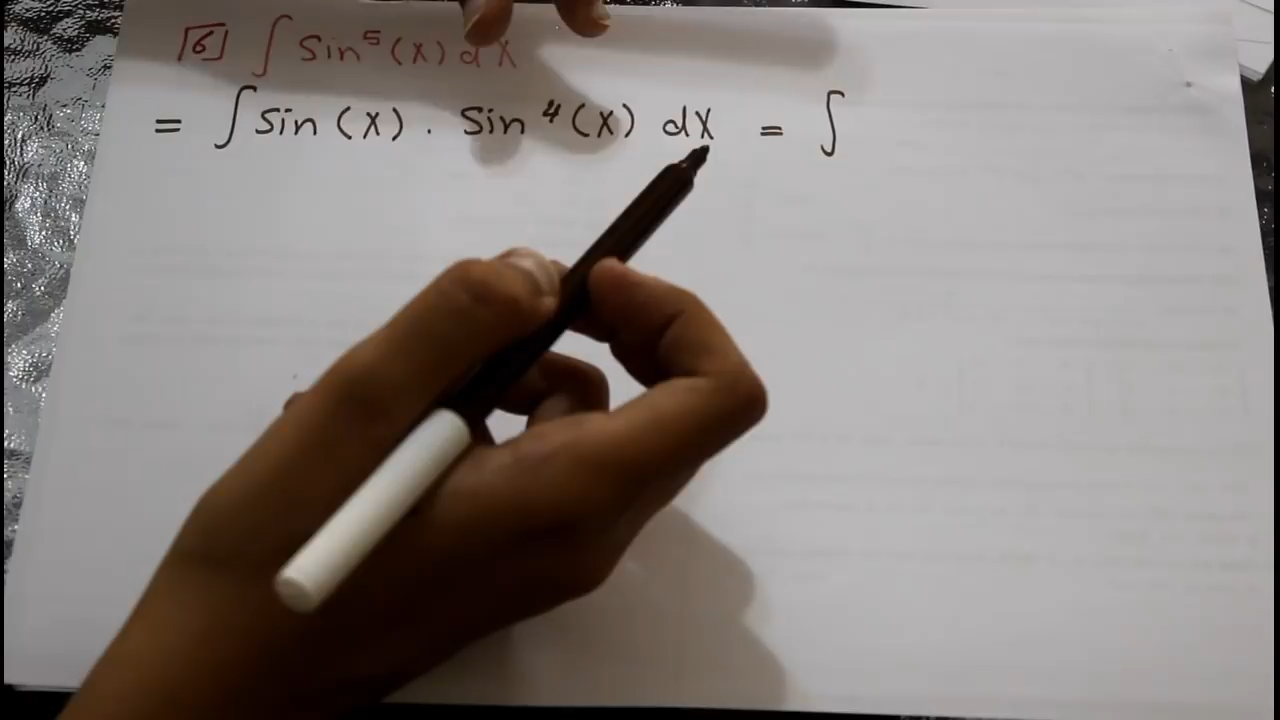 [6] ∫ Sin⁵(x) dx
= ∫ Sin(x) . Sin⁴(x) dx = ∫